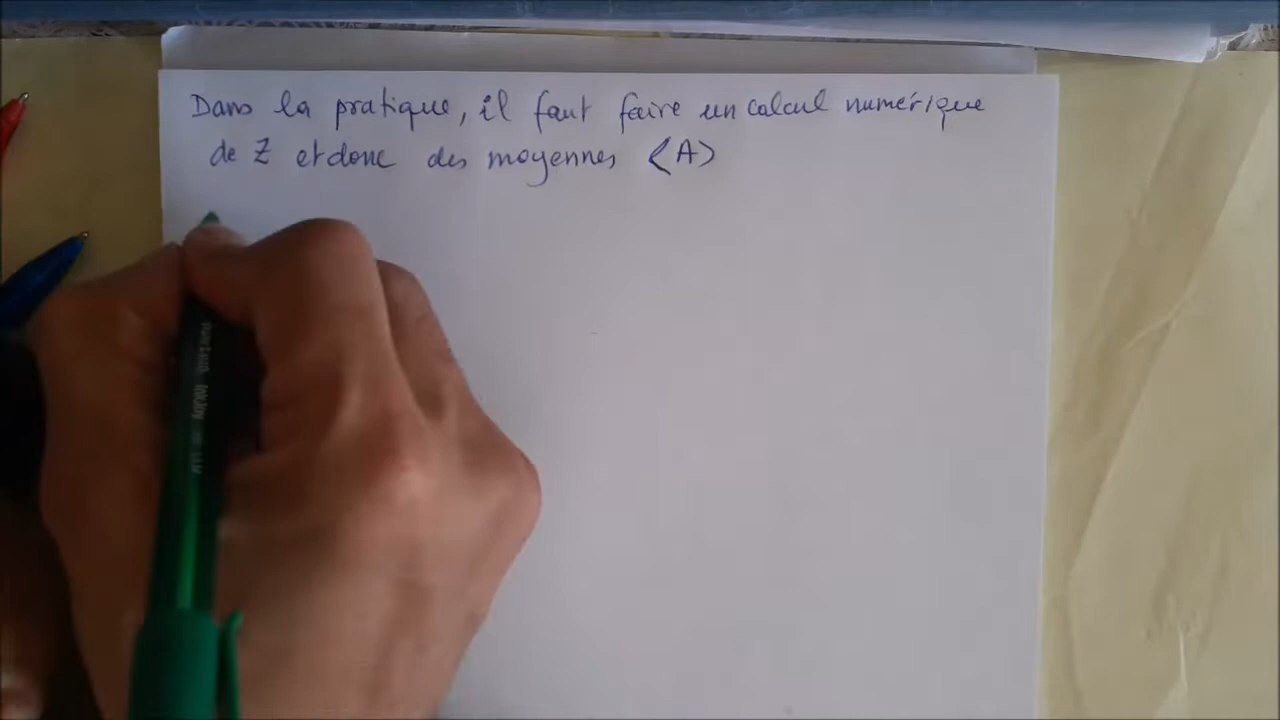 Dans la pratique, il faut faire un calcul numérique
de Z et donc des moyennes <A>